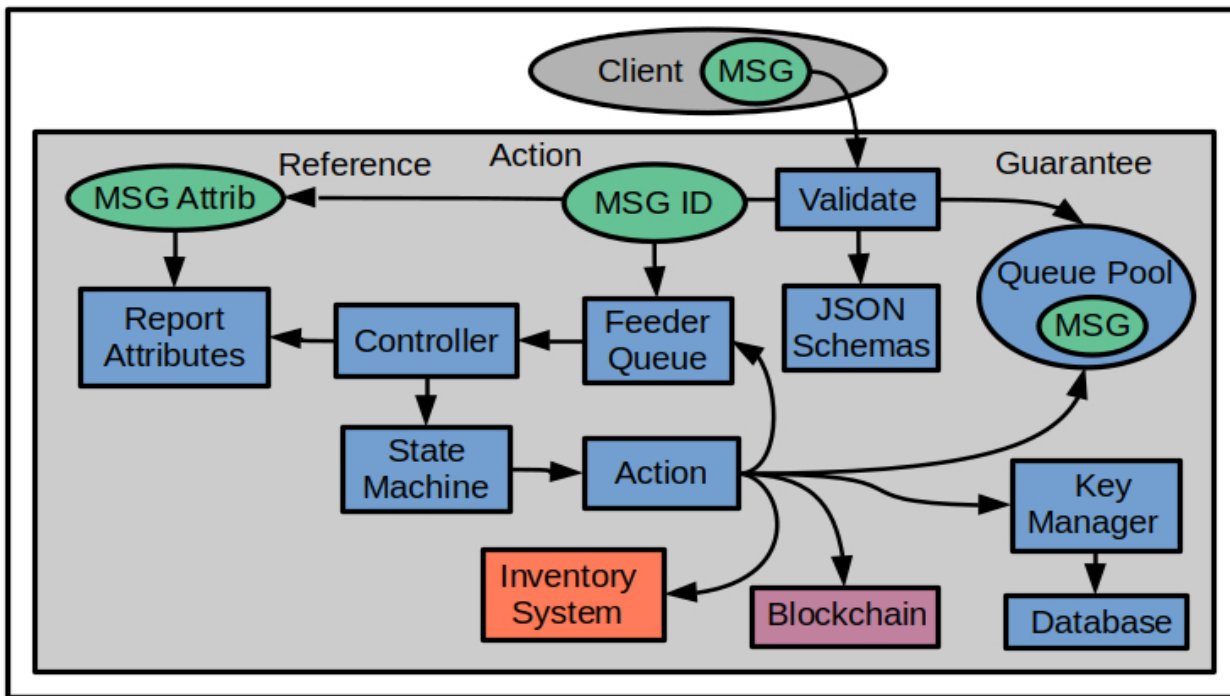 Client
MSG
Reference
Action
Guarantee
MSG Attrib
MSG ID
Validate
Queue Pool
MSG
Report
Attributes
Controller
Feeder
Queue
JSON
Schemas
State
Machine
Action
Key
Manager
Inventory
System
Blockchain
Database